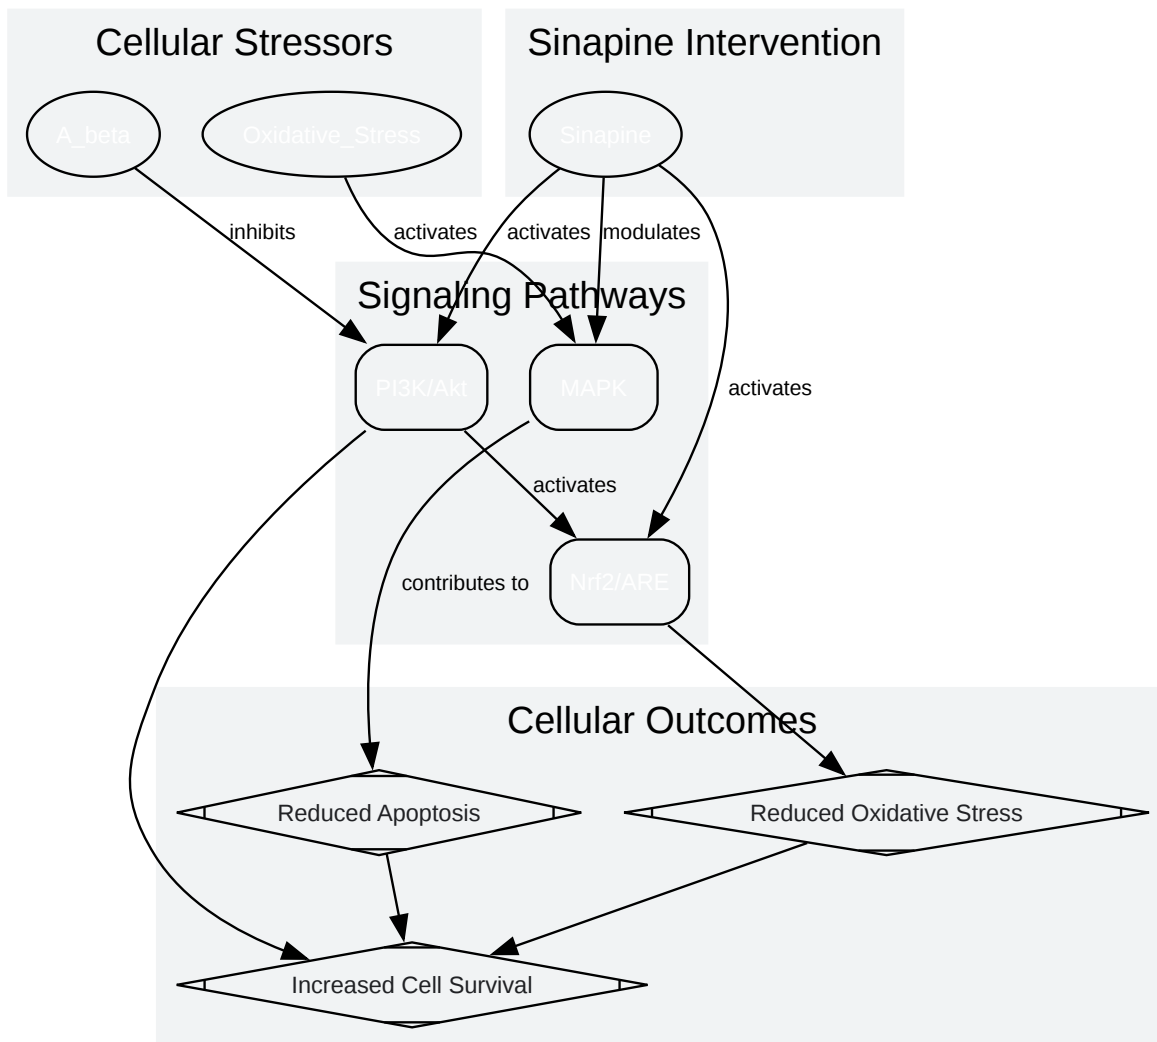 Cellular Stressors
Sinapine Intervention
A_beta
Oxidative_Stress
Sinapine
inhibits
activates
activates
modulates
Signaling Pathways
PI3K/Akt
MAPK
activates
activates
contributes to
Nrf2/ARE
Cellular Outcomes
Reduced Apoptosis
Reduced Oxidative Stress
Increased Cell Survival